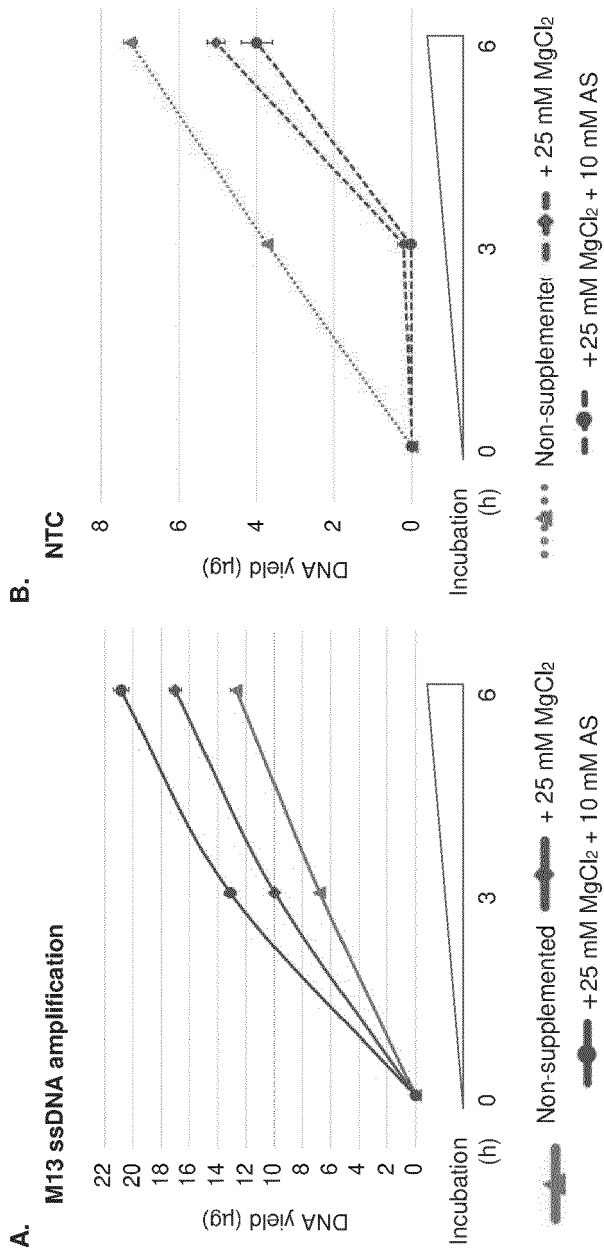 A.
M13 ssDNA amplification
DNA yield (µg)
22
20
18
16
14
12
10
8
6
4
2
0
Incubation
(h)
0
3
6
Non-supplemented
+ 25 mM MgCl2
+25 mM MgCl2 + 10 mM AS
B.
NTC
DNA yield (µg)
8
6
4
2
0
Incubation
(h)
0
3
6
Non-supplemented
+ 25 mM MgCl2
+25 mM MgCl2 + 10 mM AS